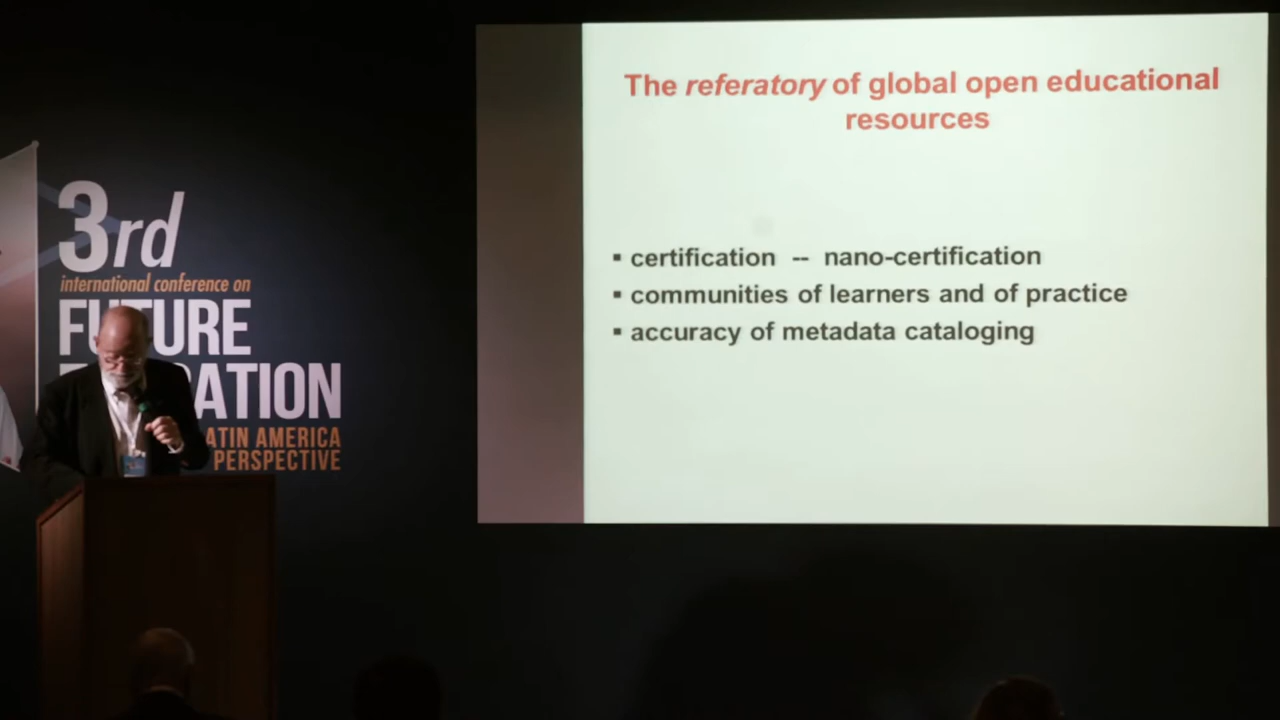 3rd
international conference on
FUTURE
ATION
ATIN AMERICA
PERSPECTIVE
The referatory of global open educational
resources
▪ certification -- nano-certification
▪ communities of learners and of practice
▪ accuracy of metadata cataloging